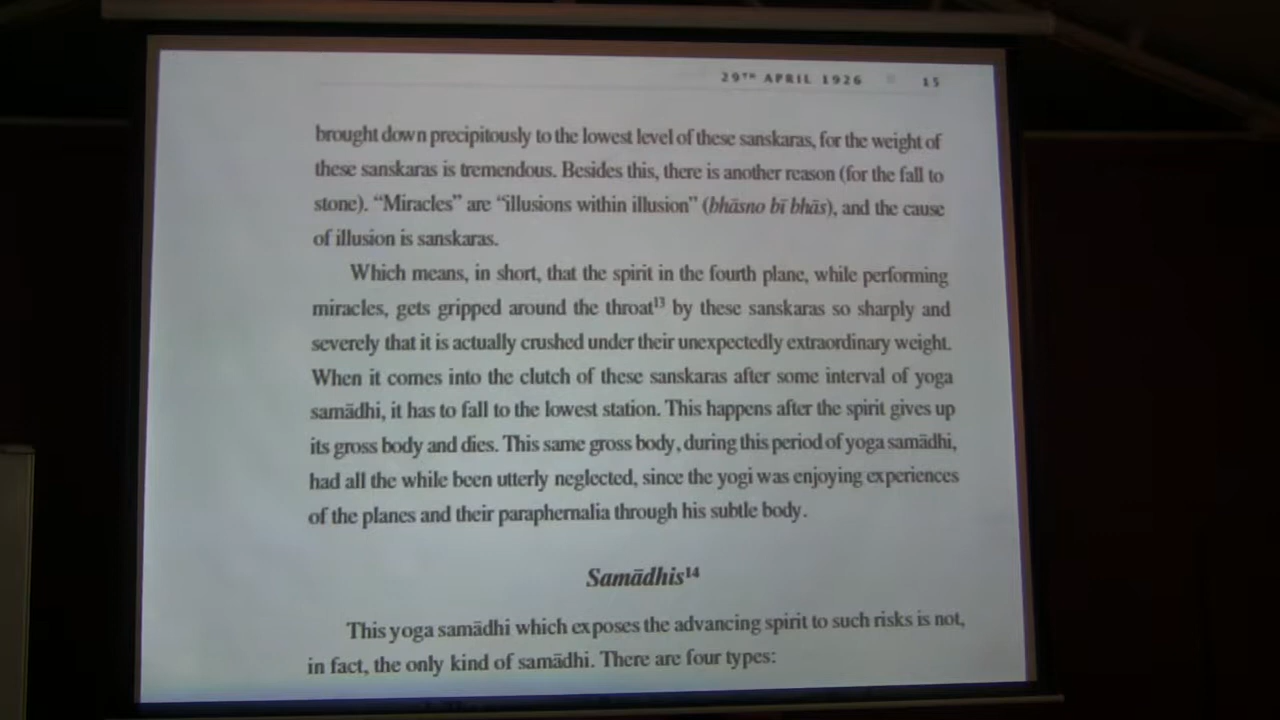 29TH APRIL 1926 15
brought down precipitously to the lowest level of these sanskaras, for the weight of
these sanskaras is tremendous. Besides this, there is another reason (for the fall to
stone). “Miracles” are “illusions within illusion” (bhāsno bī bhās), and the cause
of illusion is sanskaras.
Which means, in short, that the spirit in the fourth plane, while performing
miracles, gets gripped around the throat¹³ by these sanskaras so sharply and
severely that it is actually crushed under their unexpectedly extraordinary weight.
When it comes into the clutch of these sanskaras after some interval of yoga
samādhi, it has to fall to the lowest station. This happens after the spirit gives up
its gross body and dies. This same gross body, during this period of yoga samādhi,
had all the while been utterly neglected, since the yogi was enjoying experiences
of the planes and their paraphernalia through his subtle body.
Samādhis¹⁴
This yoga samādhi which exposes the advancing spirit to such risks is not,
in fact, the only kind of samādhi. There are four types: